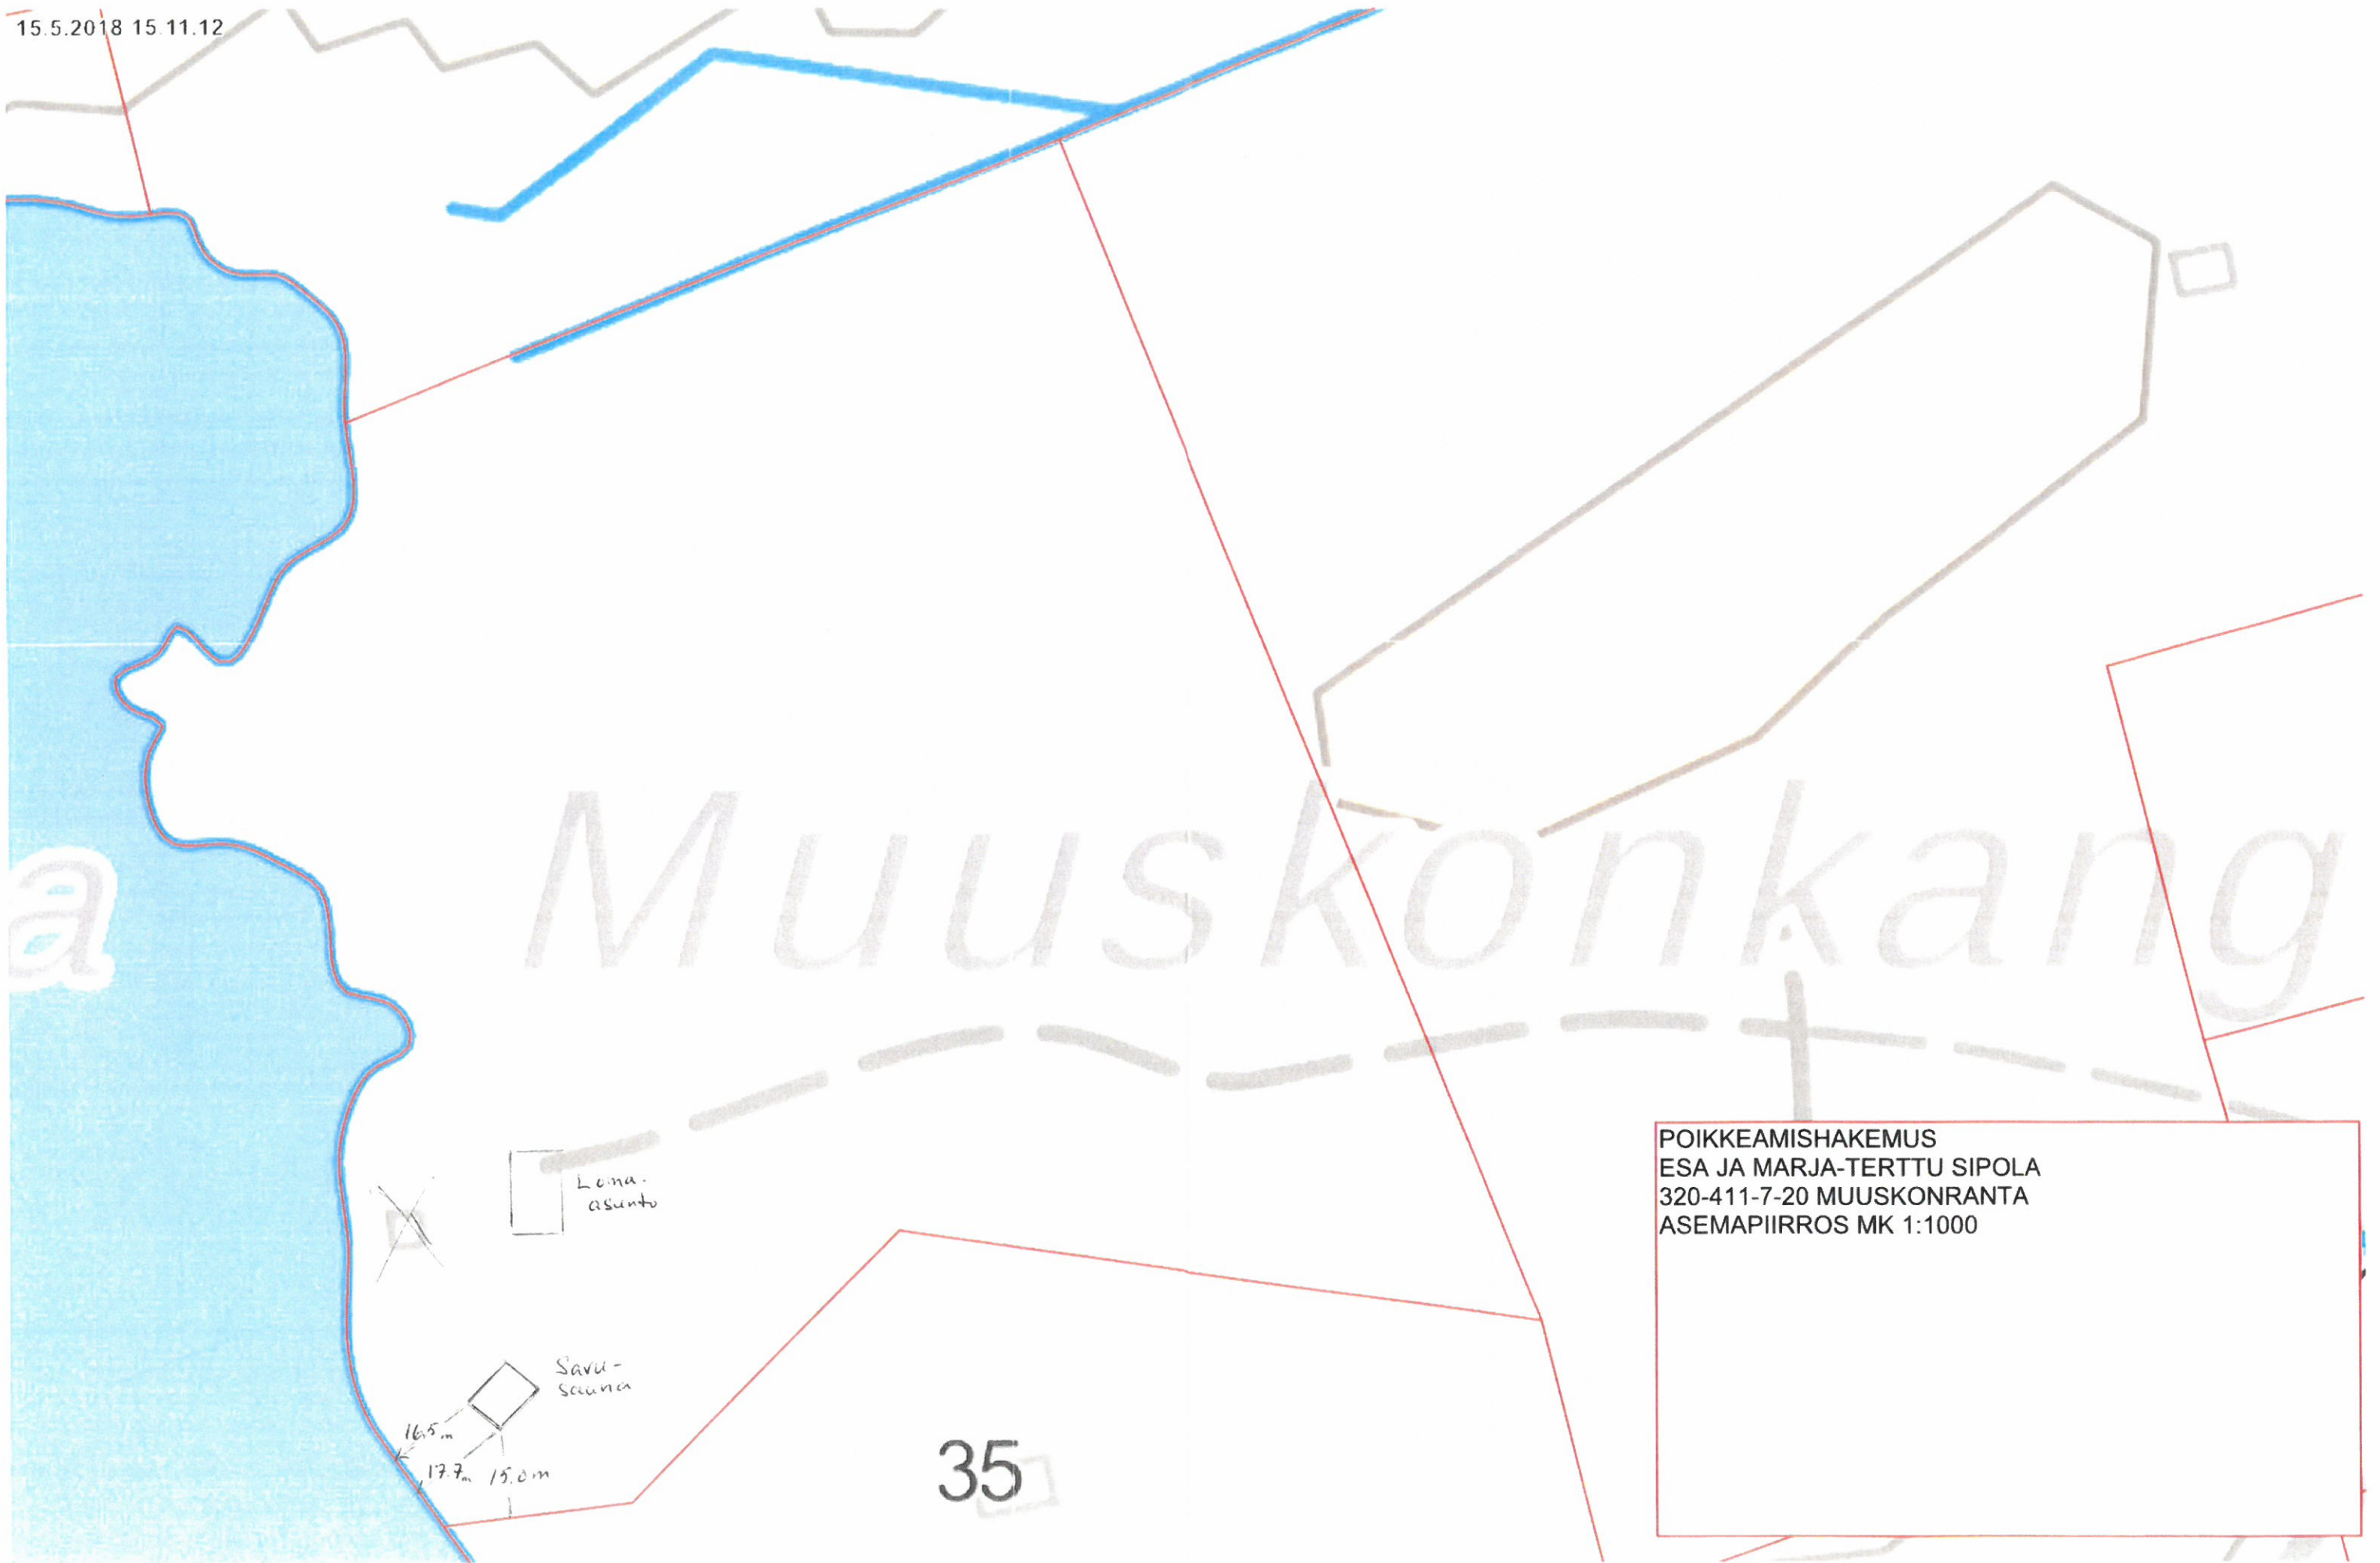 15.5.2018 15.11.12
a
Muuskonkang
Loma-
asunto
Savu-
sauna
16.5 m
17.7 m
15.0 m
35
POIKKEAMISHAKEMUS
ESA JA MARJA-TERTTU SIPOLA
320-411-7-20 MUUSKONRANTA
ASEMAPIIRROS MK 1:1000